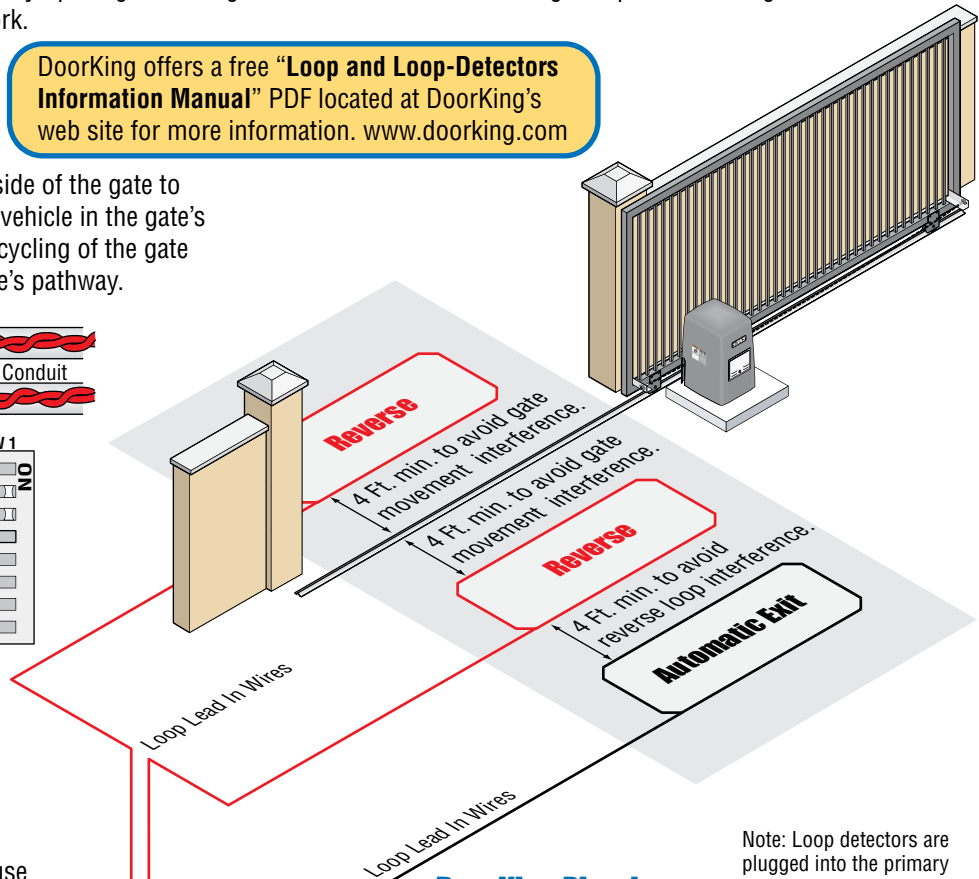 rk.
DoorKing offers a free “Loop and Loop-Detectors
Information Manual” PDF located at DoorKing's
web site for more information. www.doorking.com
side of the gate to
vehicle in the gate's
cycling of the gate
e's pathway.
Conduit
1
ON
Reverse
4 Ft. min. to avoid gate
movement interference.
4 Ft. min. to avoid gate
movement interference.
Reverse
4 Ft. min. to avoid
reverse loop interference.
Automatic Exit
Loop Lead In Wires
Loop Lead In Wires
Note: Loop detectors are
plugged into the primary
use